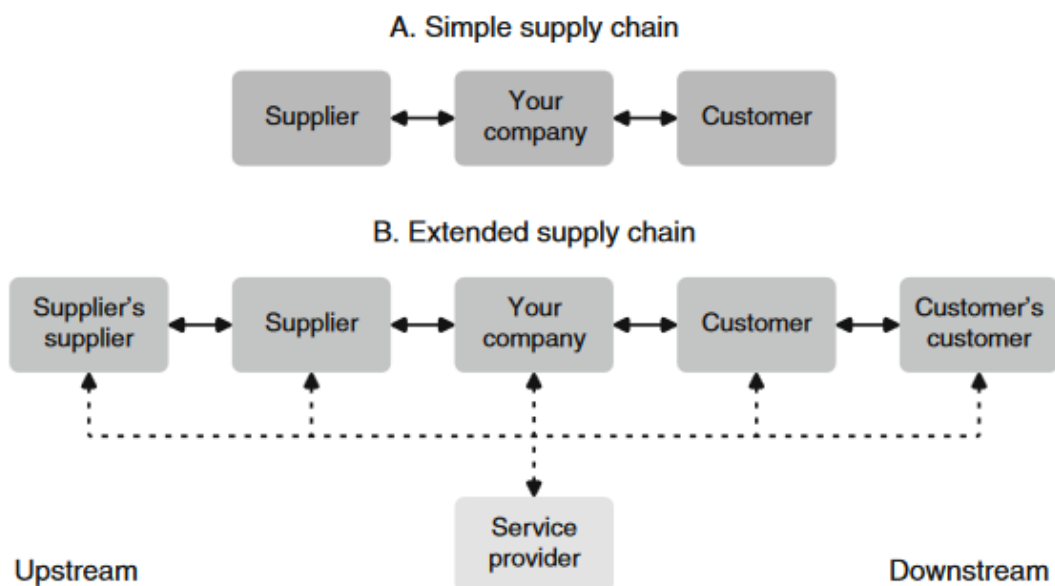 A. Simple supply chain
Supplier
Your
company
Customer
B. Extended supply chain
Supplier’s
supplier
Supplier
Your
company
Customer
Customer’s
customer
Service
provider
Upstream
Downstream